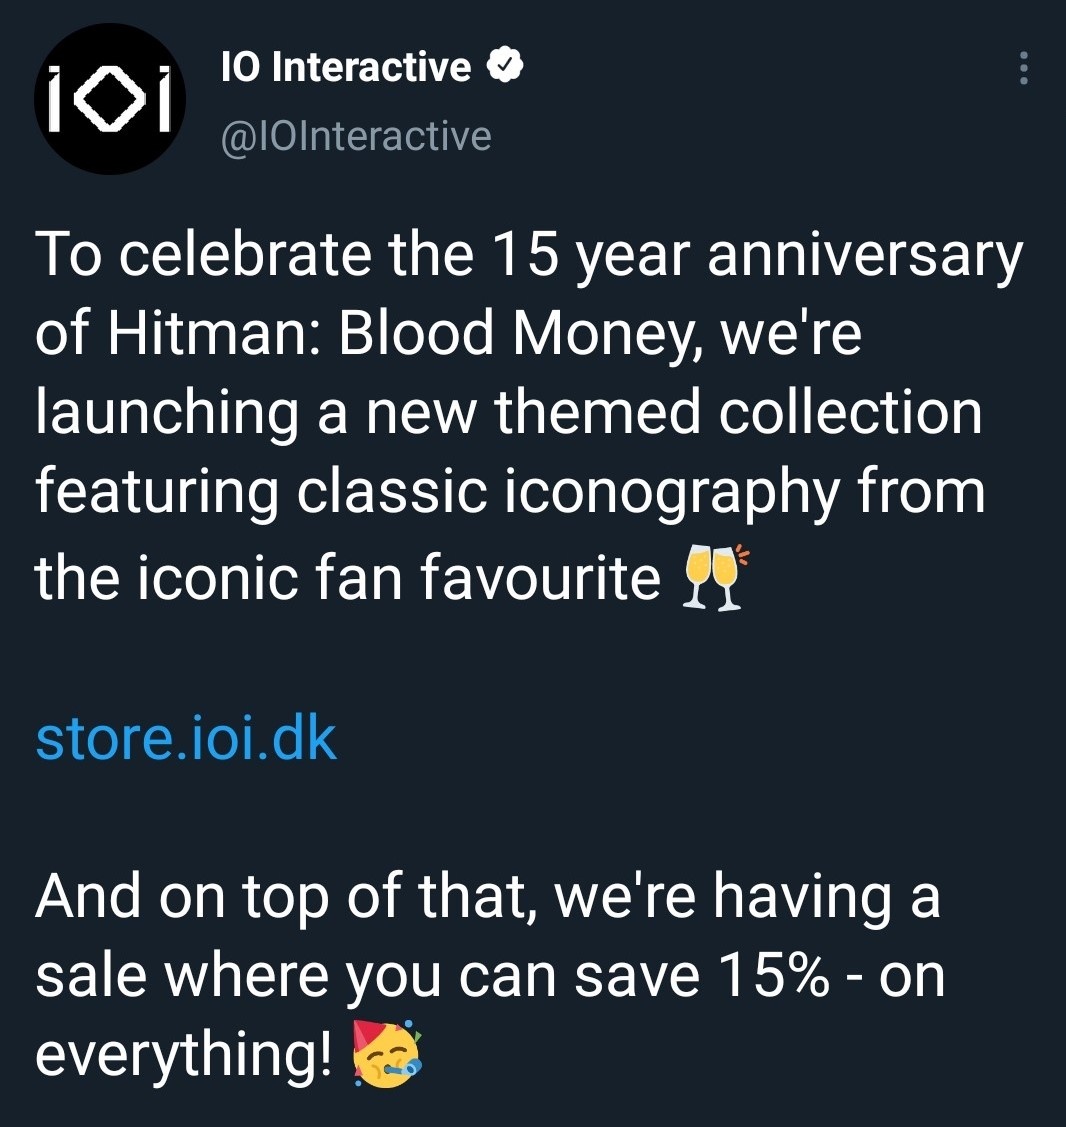 iOi
IO Interactive
@IOInteractive
To celebrate the 15 year anniversary
of Hitman: Blood Money, we're
launching a new themed collection
featuring classic iconography from
the iconic fan favourite 🥂
store.ioi.dk
And on top of that, we're having a
sale where you can save 15% - on
everything! 🥳